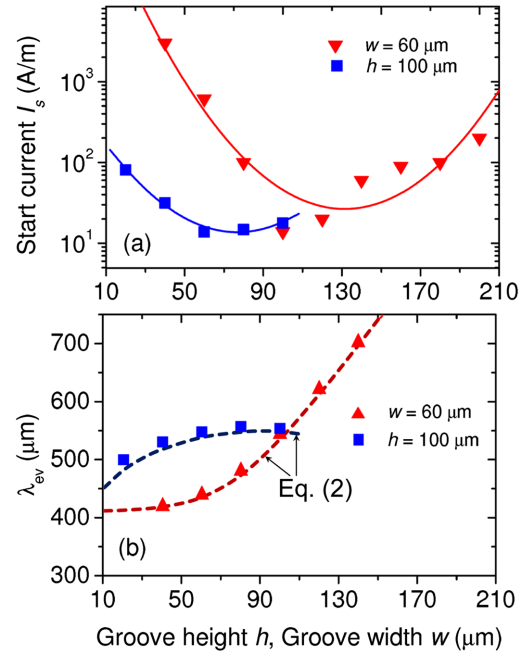 10³
10²
10¹
Start current Iₛ (A/m)
w = 60 μm
h = 100 μm
(a)
10 50 90 130 170 210
700
600
500
400
300
λₑᵥ (μm)
w = 60 μm
h = 100 μm
Eq. (2)
(b)
10 50 90 130 170 210
Groove height h, Groove width w (μm)